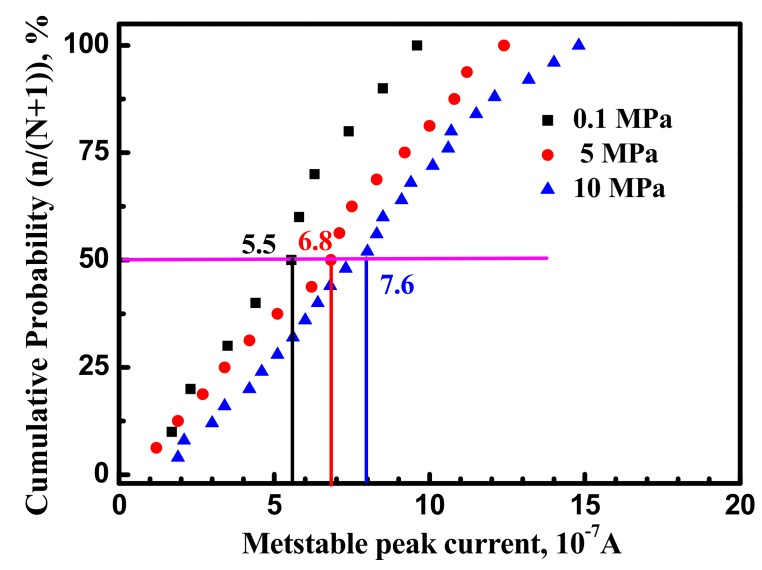 Cumulative Probability (n/(N+1)), %
100
75
50
25
0
0.1 MPa
5 MPa
10 MPa
5.5
6.8
7.6
0 5 10 15 20
Metstable peak current, 10⁻⁷A